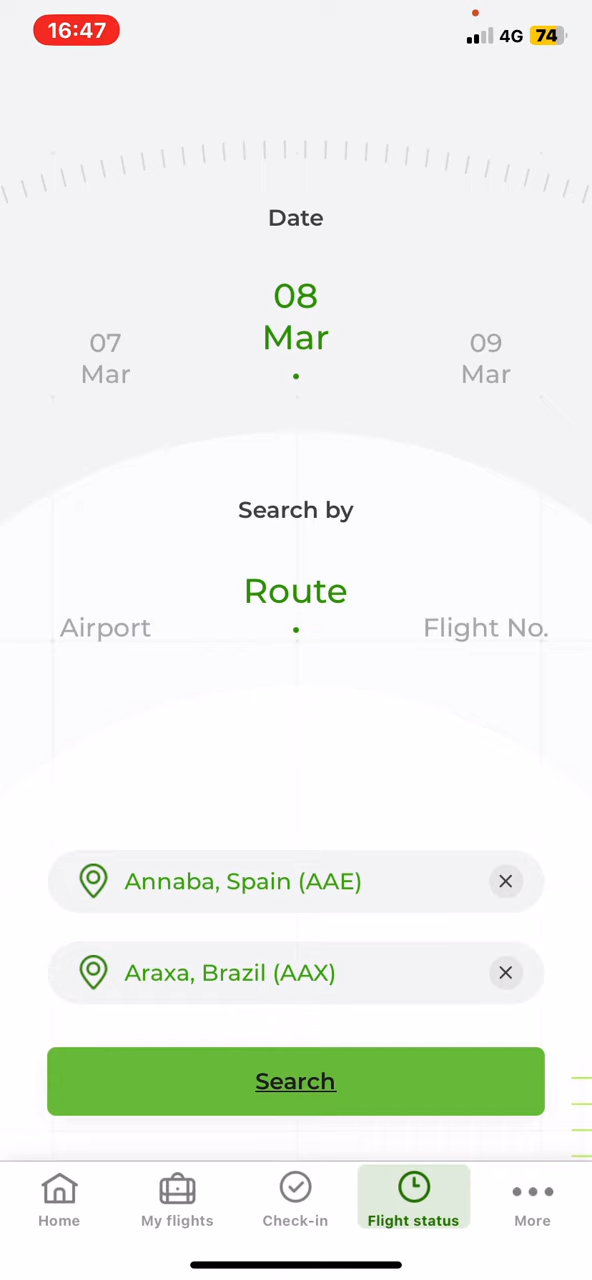 16:47
4G 74
Date
08
Mar
07
Mar
09
Mar
Search by
Route
Airport
Flight No.
Annaba, Spain (AAE)
Araxa, Brazil (AAX)
Search
Home
My flights
Check-in
Flight status
More